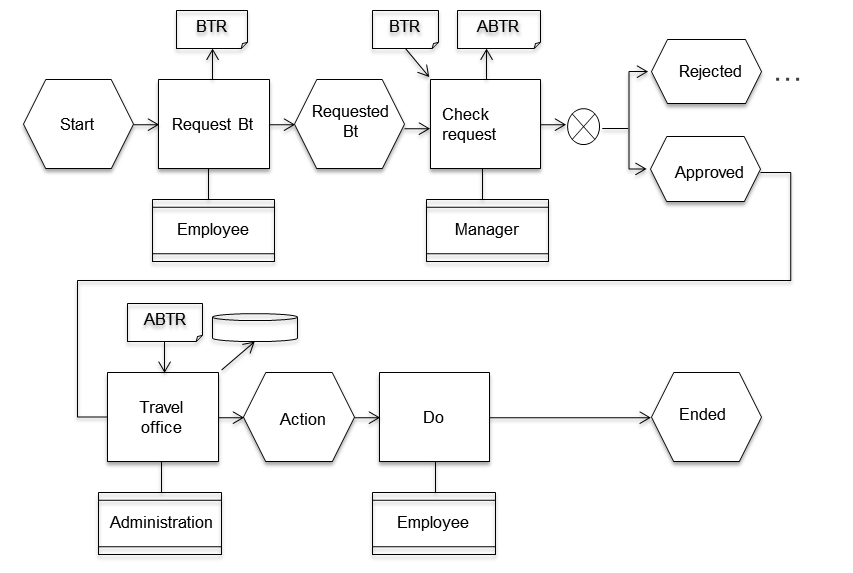 BTR
BTR
ABTR
Start
Request Bt
Requested
Bt
Check
request
Rejected
...
Approved
Employee
Manager
ABTR
Travel
office
Action
Do
Ended
Administration
Employee